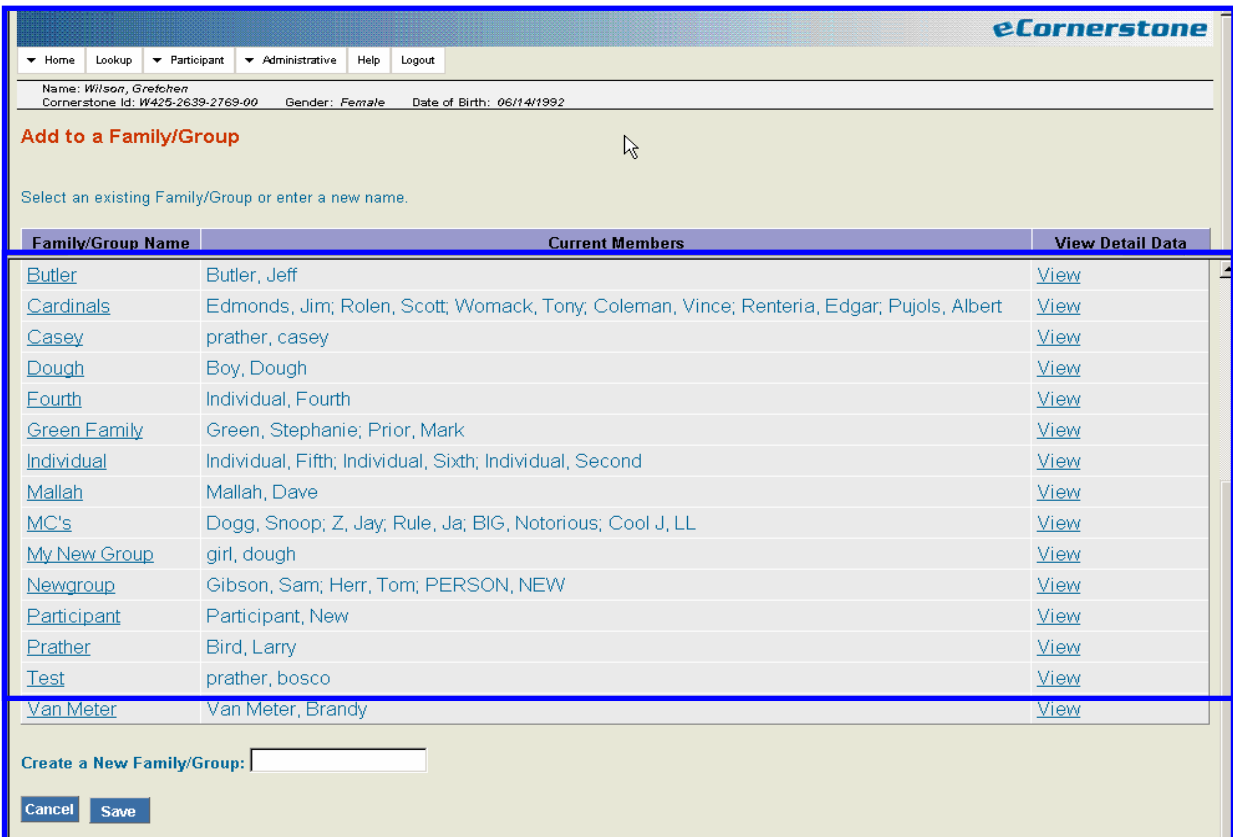 eCornerstone
Home Lookup Participant Administrative Help Logout
Name: Wilson, Gretchen
Cornerstone Id: W425-2639-2769-00 Gender: Female Date of Birth: 06/14/1992
Add to a Family/Group
Select an existing Family/Group or enter a new name.
Family/Group Name Current Members View Detail Data
Butler Butler, Jeff View
Cardinals Edmonds, Jim; Rolen, Scott; Womack, Tony; Coleman, Vince; Renteria, Edgar; Pujols, Albert View
Casey prather, casey View
Dough Boy, Dough View
Fourth Individual, Fourth View
Green Family Green, Stephanie; Prior, Mark View
Individual Individual, Fifth; Individual, Sixth; Individual, Second View
Mallah Mallah, Dave View
MC's Dogg, Snoop; Z, Jay; Rule, Ja; BIG, Notorious; Cool J, LL View
My New Group girl, dough View
Newgroup Gibson, Sam; Herr, Tom; PERSON, NEW View
Participant Participant, New View
Prather Bird, Larry View
Test prather, bosco View
Van Meter Van Meter, Brandy View
Create a New Family/Group:
Cancel Save